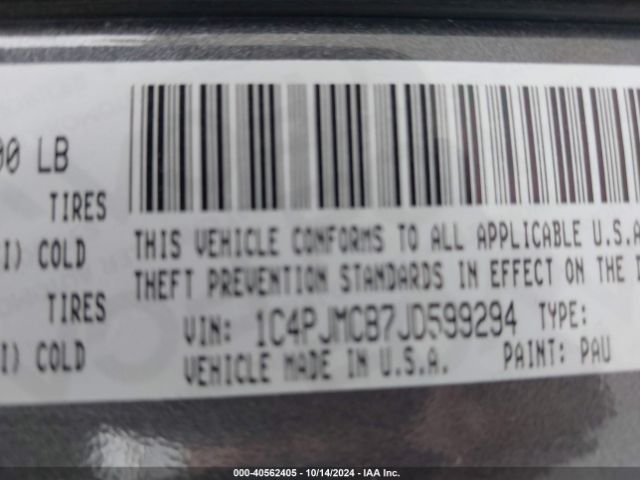 00 LB
TIRES
I) COLD
TIRES
I) COLD
THIS VEHICLE CONFORMS TO ALL APPLICABLE U.S.A
THEFT PREVENTION STANDARDS IN EFFECT ON THE
VIN: 1C4PJMCB7JD599294 TYPE:
VEHICLE MADE IN U.S.A. PAINT: PAU
000-40562405 - 10/14/2024 - IAA Inc.